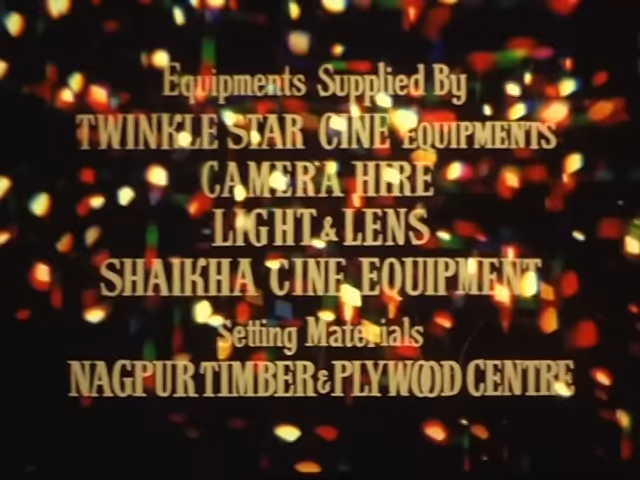 Equipments Supplied By
TWINKLE STAR CINE EQUIPMENTS
CAMERA HIRE
LIGHT & LENS
SHAIKHA CINE EQUIPMENT
Setting Materials
NAGPUR TIMBER & PLYWOOD CENTRE